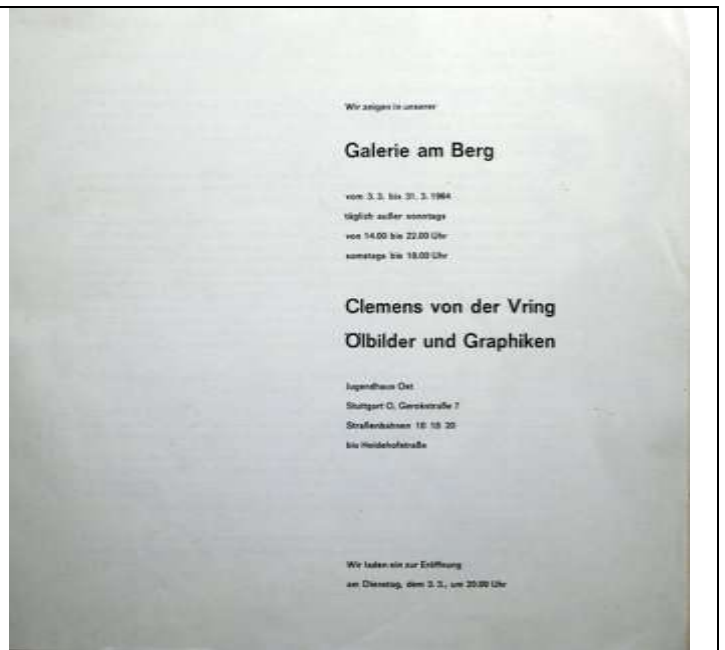 Wir zeigen in unserer
Galerie am Berg
vom 3. 3. bis 31. 3. 1964
täglich außer sonntags
von 14.00 bis 22.00 Uhr
samstags bis 18.00 Uhr
Clemens von der Vring
Ölbilder und Graphiken
Jugendhaus Ost
Stuttgart O, Gerokstraße 7
Straßenbahnen 18 20
bis Heidehofstraße
Wir laden ein zur Eröffnung
am Dienstag, dem 3. 3., um 20.00 Uhr